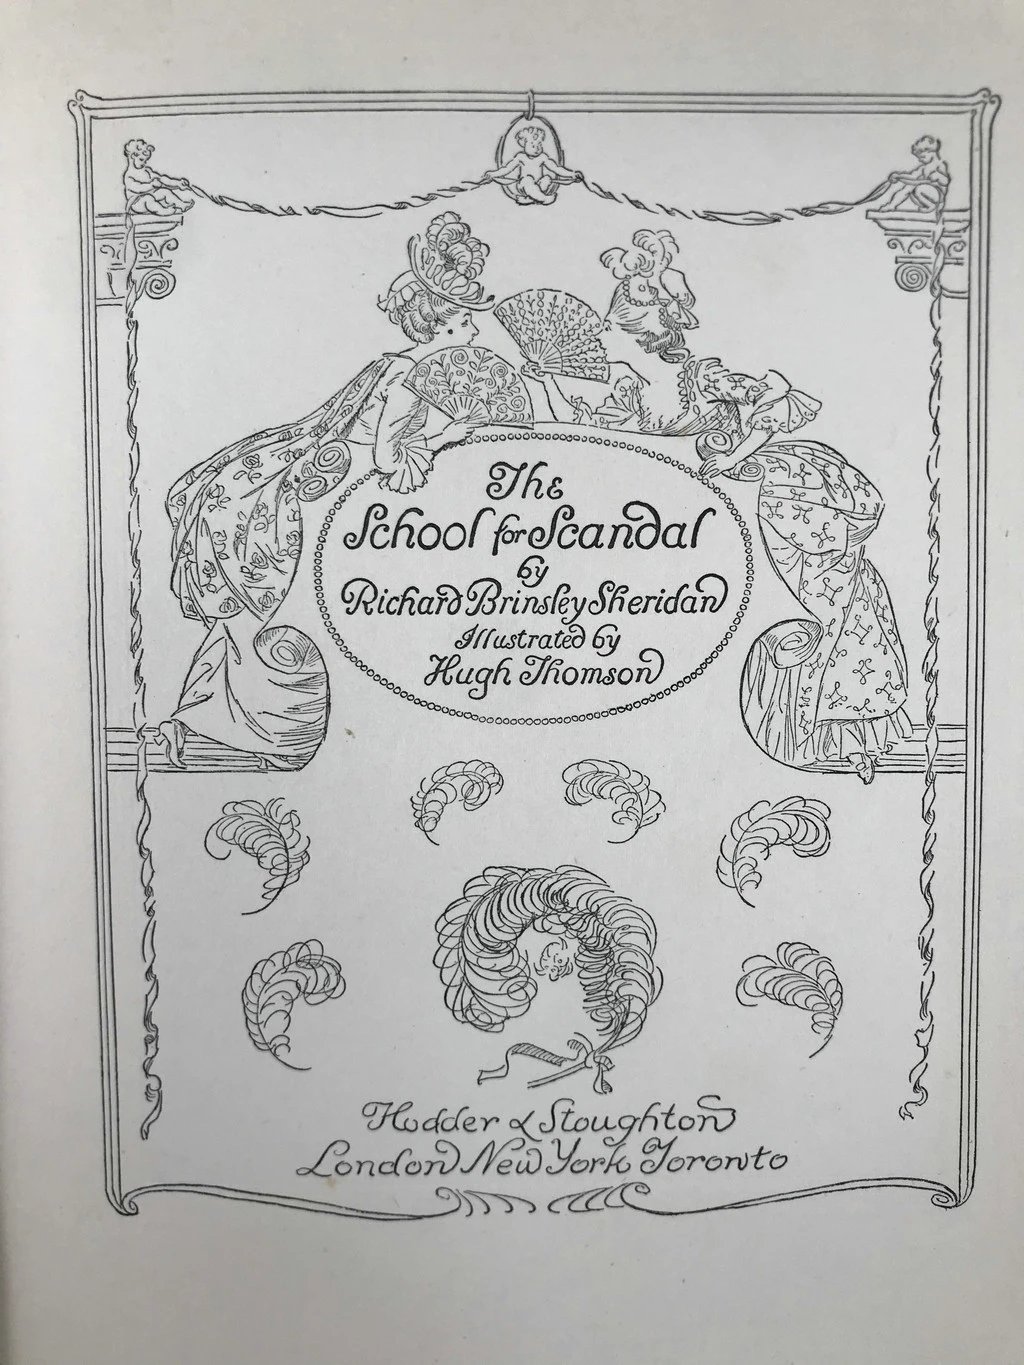 The
School for Scandal
by
Richard Brinsley Sheridan
Illustrated by
Hugh Thomson
Hodder & Stoughton
London New York Toronto